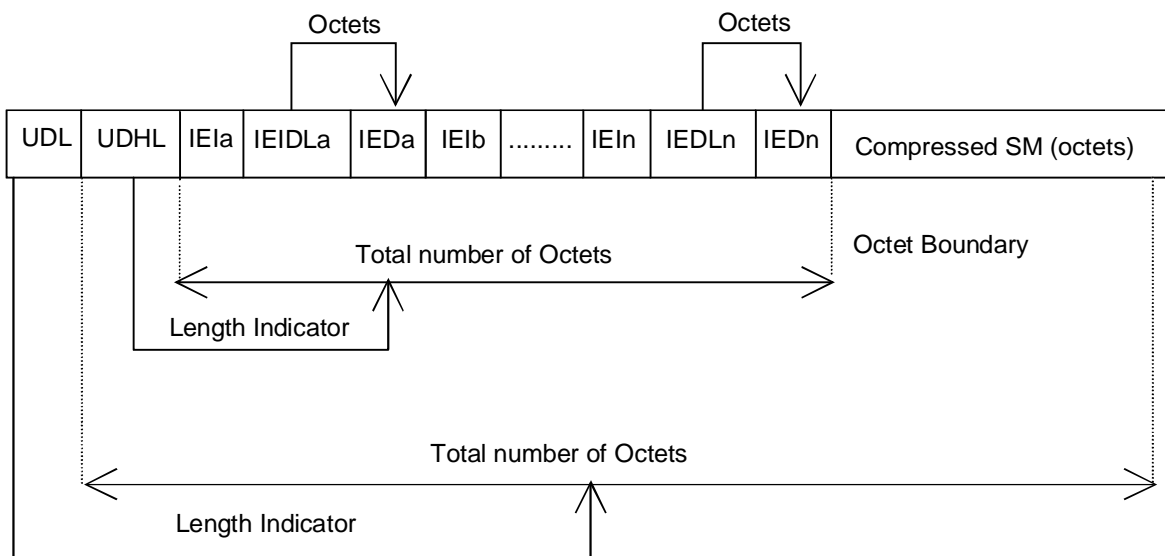 Octets
Octets
UDL UDHL IEIa IEIDLa IEDa IEIb ......... IEIn IEDLn IEDn Compressed SM (octets)
Total number of Octets
Octet Boundary
Length Indicator
Total number of Octets
Length Indicator